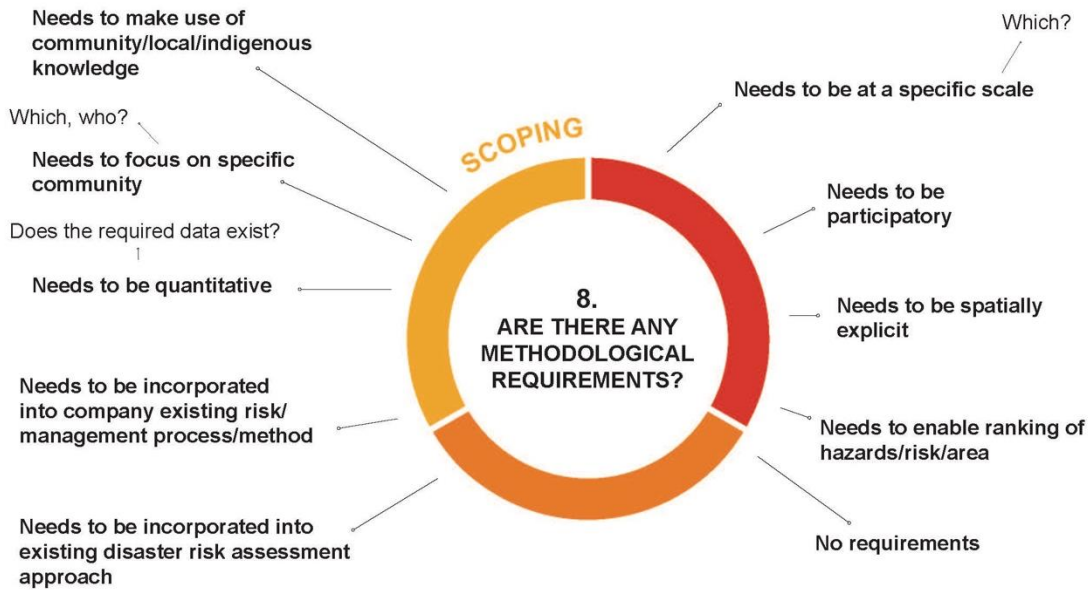 Needs to make use of
community/local/indigenous
knowledge
Which, who?
Needs to focus on specific
community
Does the required data exist?
Needs to be quantitative
Needs to be incorporated
into company existing risk/
management process/method
Needs to be incorporated into
existing disaster risk assessment
approach
SCOPING
8.
ARE THERE ANY
METHODOLOGICAL
REQUIREMENTS?
Which?
Needs to be at a specific scale
Needs to be
participatory
Needs to be spatially
explicit
Needs to enable ranking of
hazards/risk/area
No requirements